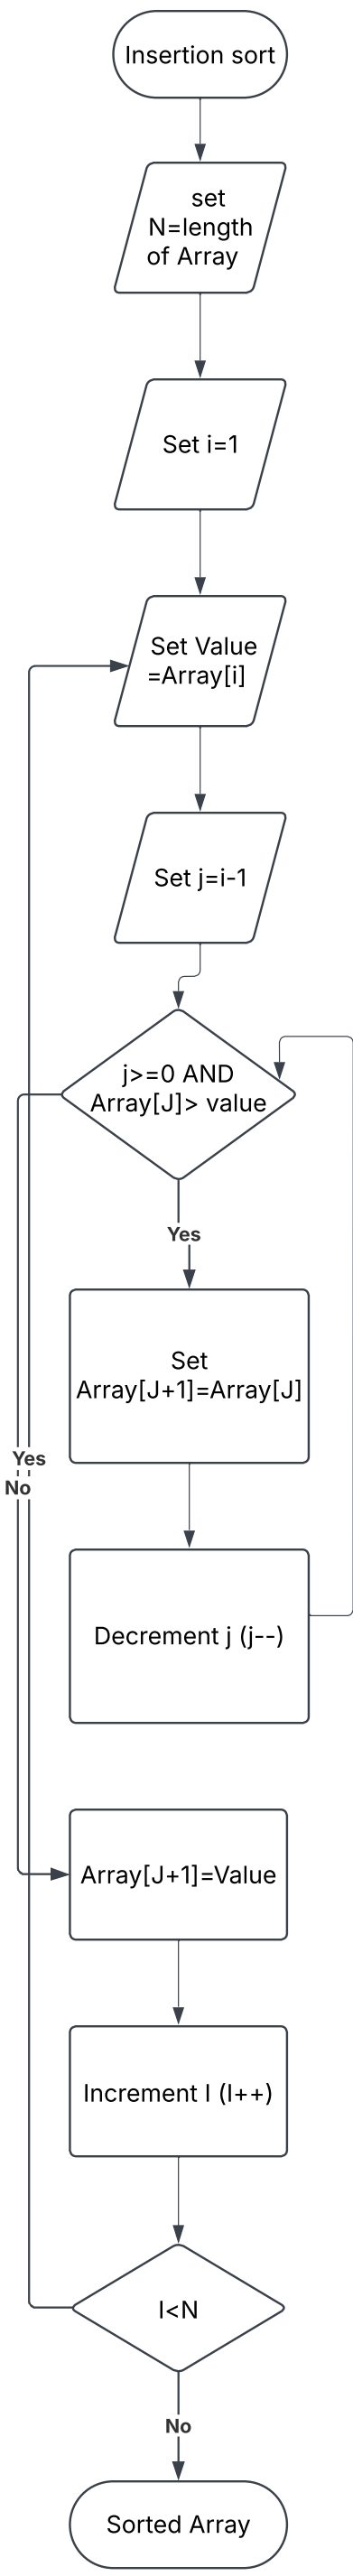 Insertion sort
set
N=length
of Array
Set i=1
Set Value
=Array[i]
Set j=i-1
j>=0 AND
Array[J]> value
Yes
Set
Array[J+1]=Array[J]
Yes
No
Decrement j (j--)
Array[J+1]=Value
Increment I (I++)
I<N
No
Sorted Array